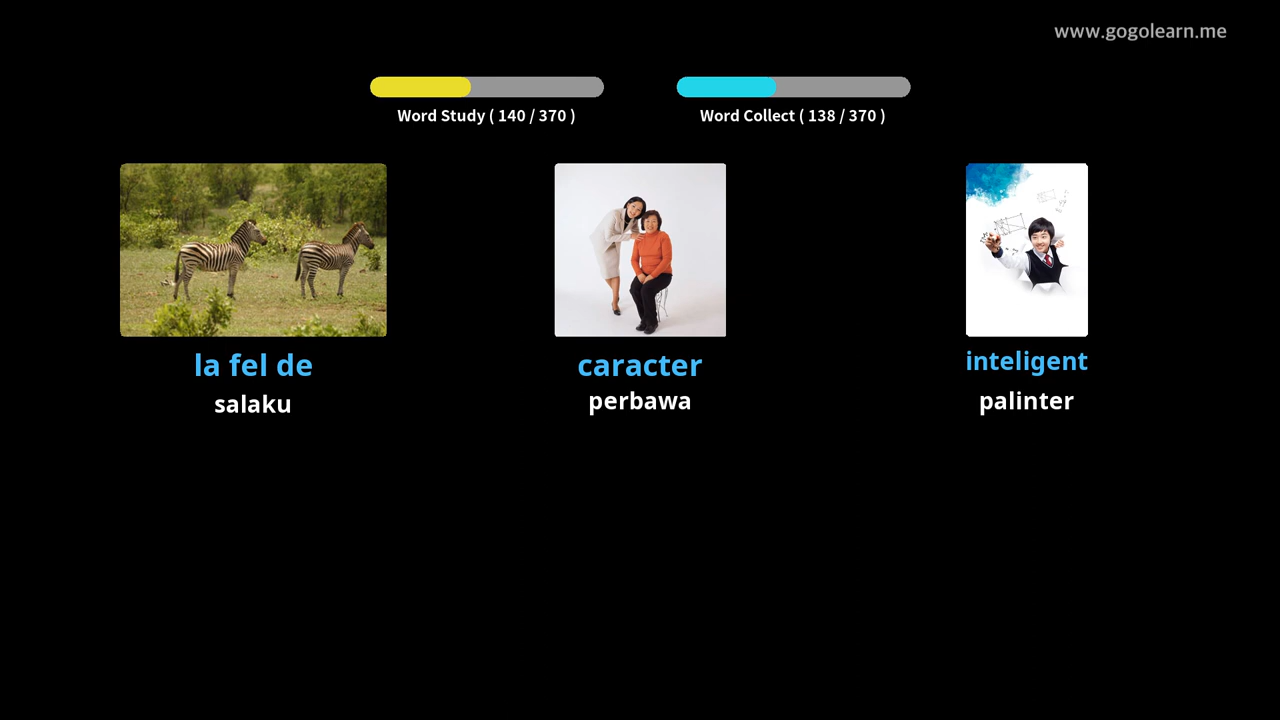 www.gogolearn.me
Word Study ( 140 / 370 )
Word Collect ( 138 / 370 )
la fel de
salaku
caracter
perbawa
inteligent
palinter